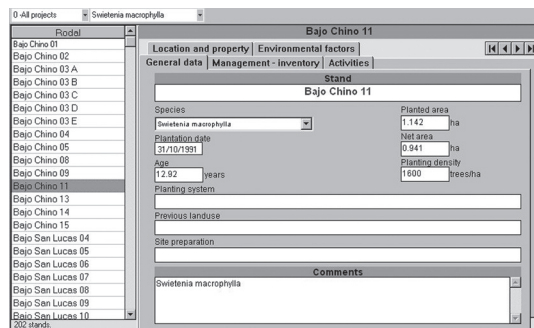 0 -All projects Swietenia macrophylla
Rodal
Bajo Chino 01
Bajo Chino 02
Bajo Chino 03 A
Bajo Chino 03 B
Bajo Chino 03 C
Bajo Chino 03 D
Bajo Chino 03 E
Bajo Chino 04
Bajo Chino 05
Bajo Chino 08
Bajo Chino 09
Bajo Chino 11
Bajo Chino 13
Bajo Chino 14
Bajo Chino 15
Bajo San Lucas 04
Bajo San Lucas 05
Bajo San Lucas 06
Bajo San Lucas 07
Bajo San Lucas 08
Bajo San Lucas 09
Bajo San Lucas 10
202 stands.
Bajo Chino 11
Location and property Environmental factors
General data Management - inventory Activities
Stand
Bajo Chino 11
Species
Swietenia macrophylla
Plantation date
31/10/1991
Age
12.92 years
Planted area
1.142 ha
Net area
0.941 ha
Planting density
1600 trees/ha
Planting system
Previous landuse
Site preparation
Comments
Swietenia macrophylla